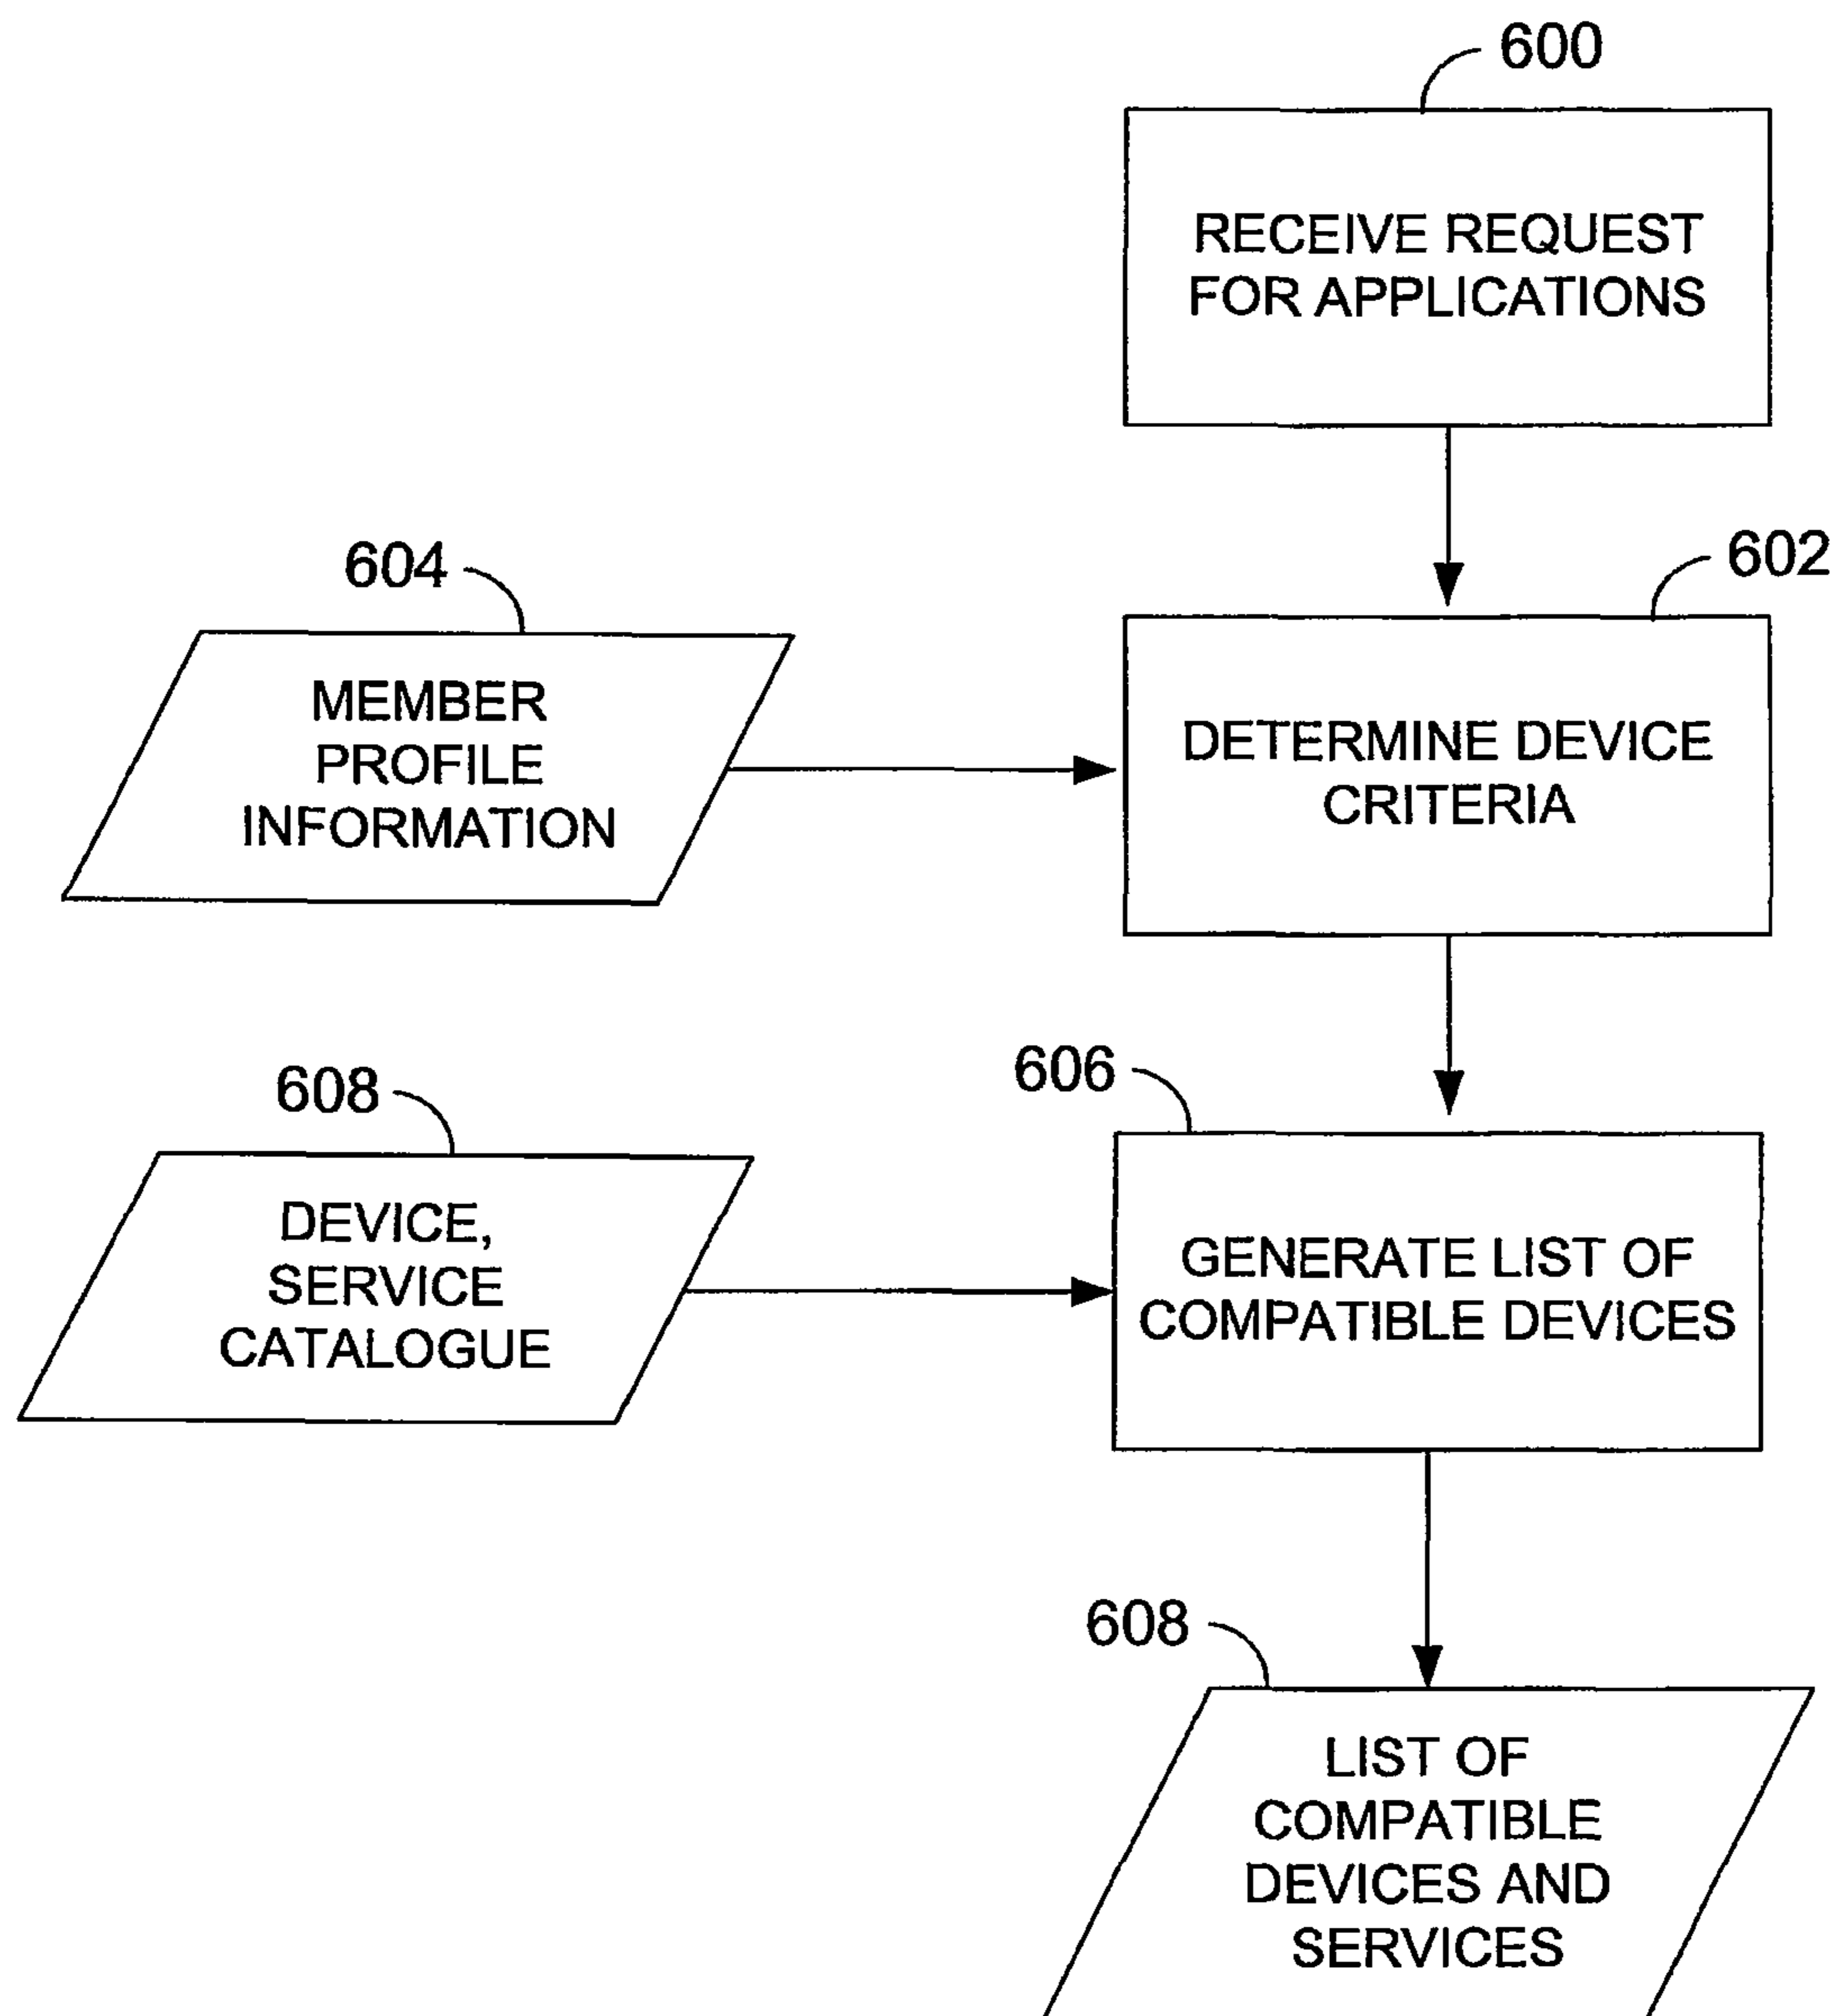 600
RECEIVE REQUEST
FOR APPLICATIONS
604
602
MEMBER
PROFILE
INFORMATION
DETERMINE DEVICE
CRITERIA
606
608
DEVICE,
SERVICE
CATALOGUE
GENERATE LIST OF
COMPATIBLE DEVICES
608
LIST OF
COMPATIBLE
DEVICES AND
SERVICES